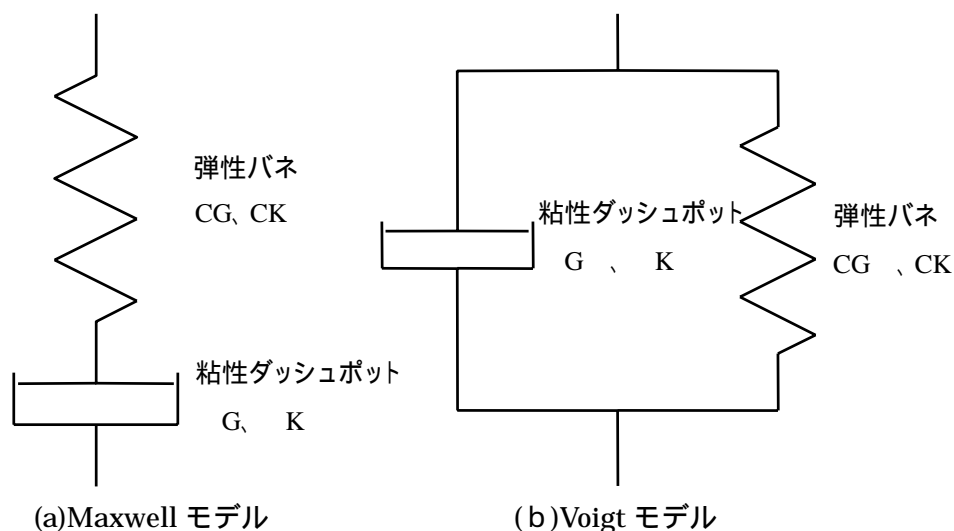 弾性バネ
CG、CK
粘性ダッシュポット
G、 K
(a)Maxwell モデル
粘性ダッシュポット
G 、 K
弾性バネ
CG 、CK
(b)Voigt モデル